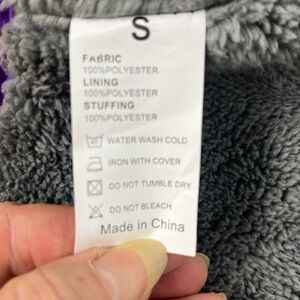 S
FABRIC
100%POLYESTER
LINING
100%POLYESTER
STUFFING
100%POLYESTER
40 WATER WASH COLD
IRON WITH COVER
DO NOT TUMBLE DRY
DO NOT BLEACH
Made in China